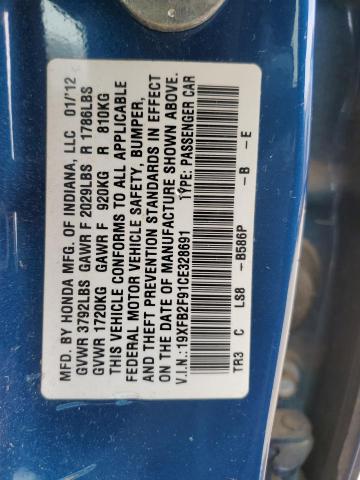 MFD. BY HONDA MFG. OF INDIANA, LLC 01/12
GVWR 3792LBS GAWR F 2029LBS R 1786LBS
GVWR 1720KG GAWR F 920KG R 810KG
THIS VEHICLE CONFORMS TO ALL APPLICABLE
FEDERAL MOTOR VEHICLE SAFETY, BUMPER,
AND THEFT PREVENTION STANDARDS IN EFFECT
ON THE DATE OF MANUFACTURE SHOWN ABOVE.
V.I.N.: 19XFB2F91CE328691 TYPE: PASSENGER CAR
TR3 C LS8 -B586P -B -E